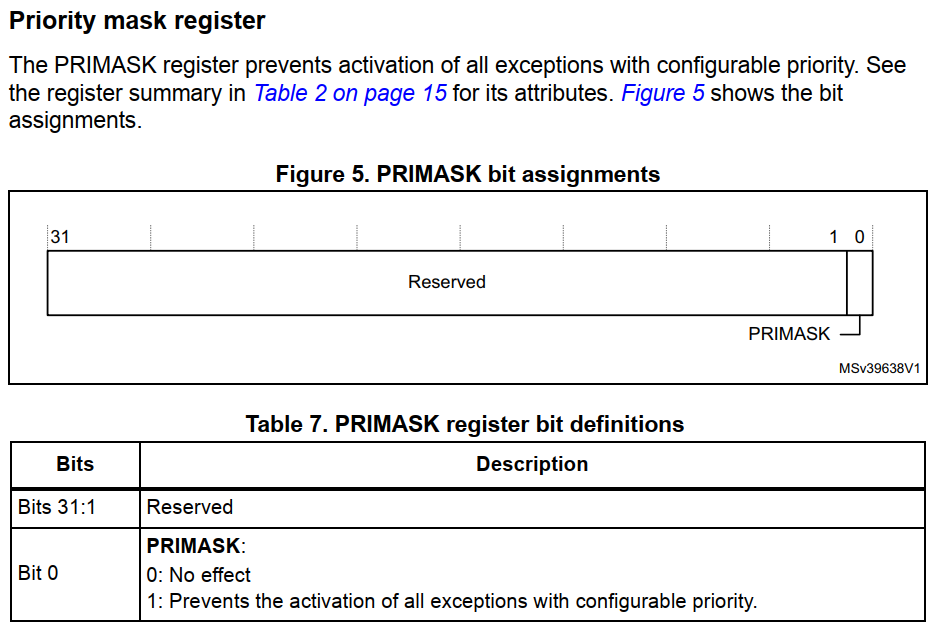 Priority mask register
The PRIMASK register prevents activation of all exceptions with configurable priority. See
the register summary in Table 2 on page 15 for its attributes. Figure 5 shows the bit
assignments.
Figure 5. PRIMASK bit assignments
31 1 0
Reserved
PRIMASK
MSv39638V1
Table 7. PRIMASK register bit definitions
Bits Description
Bits 31:1 Reserved
Bit 0 PRIMASK:
0: No effect
1: Prevents the activation of all exceptions with configurable priority.